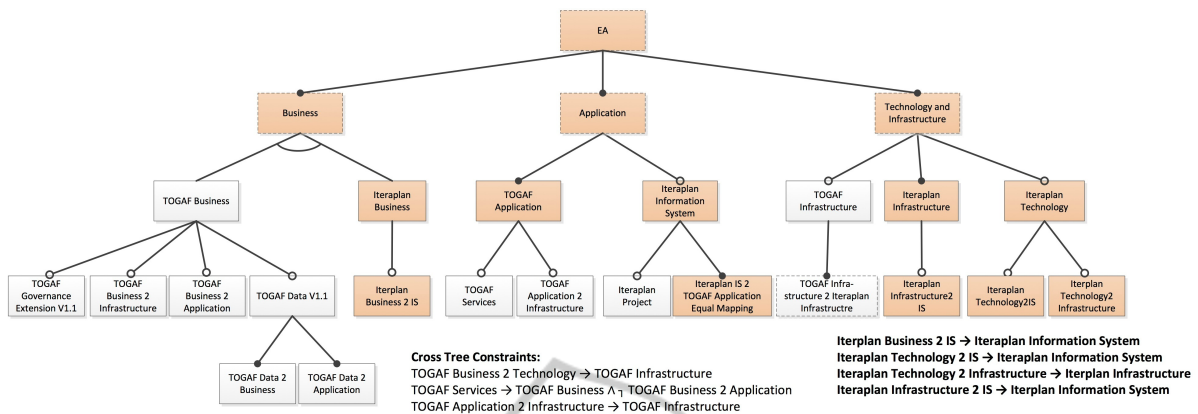 EA
Business
Application
Technology and
Infrastructure
TOGAF Business
Iteraplan
Business
TOGAF
Application
Iteraplan
Information
System
TOGAF
Infrastructure
Iteraplan
Infrastructure
Iteraplan
Technology
TOGAF
Governance
Extension V1.1
TOGAF
Business 2
Infrastructure
TOGAF
Business 2
Application
TOGAF Data V1.1
Iterplan
Business 2 IS
TOGAF
Services
TOGAF
Application 2
Infrastructure
Iteraplan
Project
Iteraplan IS 2
TOGAF Application
Equal Mapping
TOGAF Infra-
structure 2 Iteraplan
Infrastructre
Iterplan
Infrastructure2
IS
Iteraplan
Technology2IS
Iterplan
Technology2
Infrastructure
TOGAF Data 2
Business
TOGAF Data 2
Application
Cross Tree Constraints:
TOGAF Business 2 Technology → TOGAF Infrastructure
TOGAF Services → TOGAF Business ∧ ┐ TOGAF Business 2 Application
TOGAF Application 2 Infrastructure → TOGAF Infrastructure
Iterplan Business 2 IS → Iteraplan Information System
Iteraplan Technology 2 IS → Iteraplan Information System
Iteraplan Technology 2 Infrastructure → Iterplan Infrastructure
Iteraplan Infrastructure 2 IS → Iterplan Information System